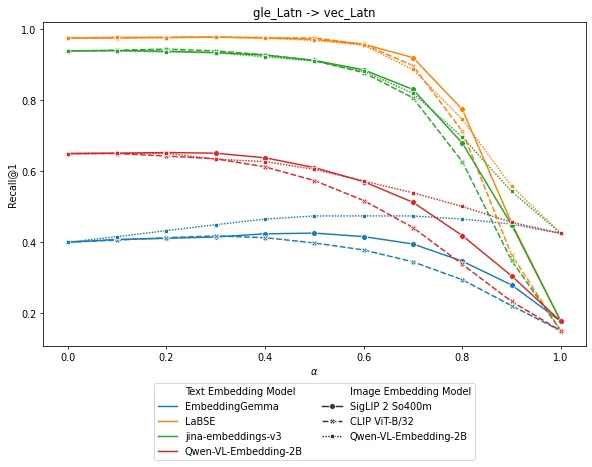 gle_Latn -> vec_Latn
1.0
0.8
0.6
0.4
0.2
Recall@1
0.0 0.2 0.4 0.6 0.8 1.0
α
Text Embedding Model Image Embedding Model
EmbeddingGemma SigLIP 2 So400m
LaBSE CLIP ViT-B/32
jina-embeddings-v3 Qwen-VL-Embedding-2B
Qwen-VL-Embedding-2B